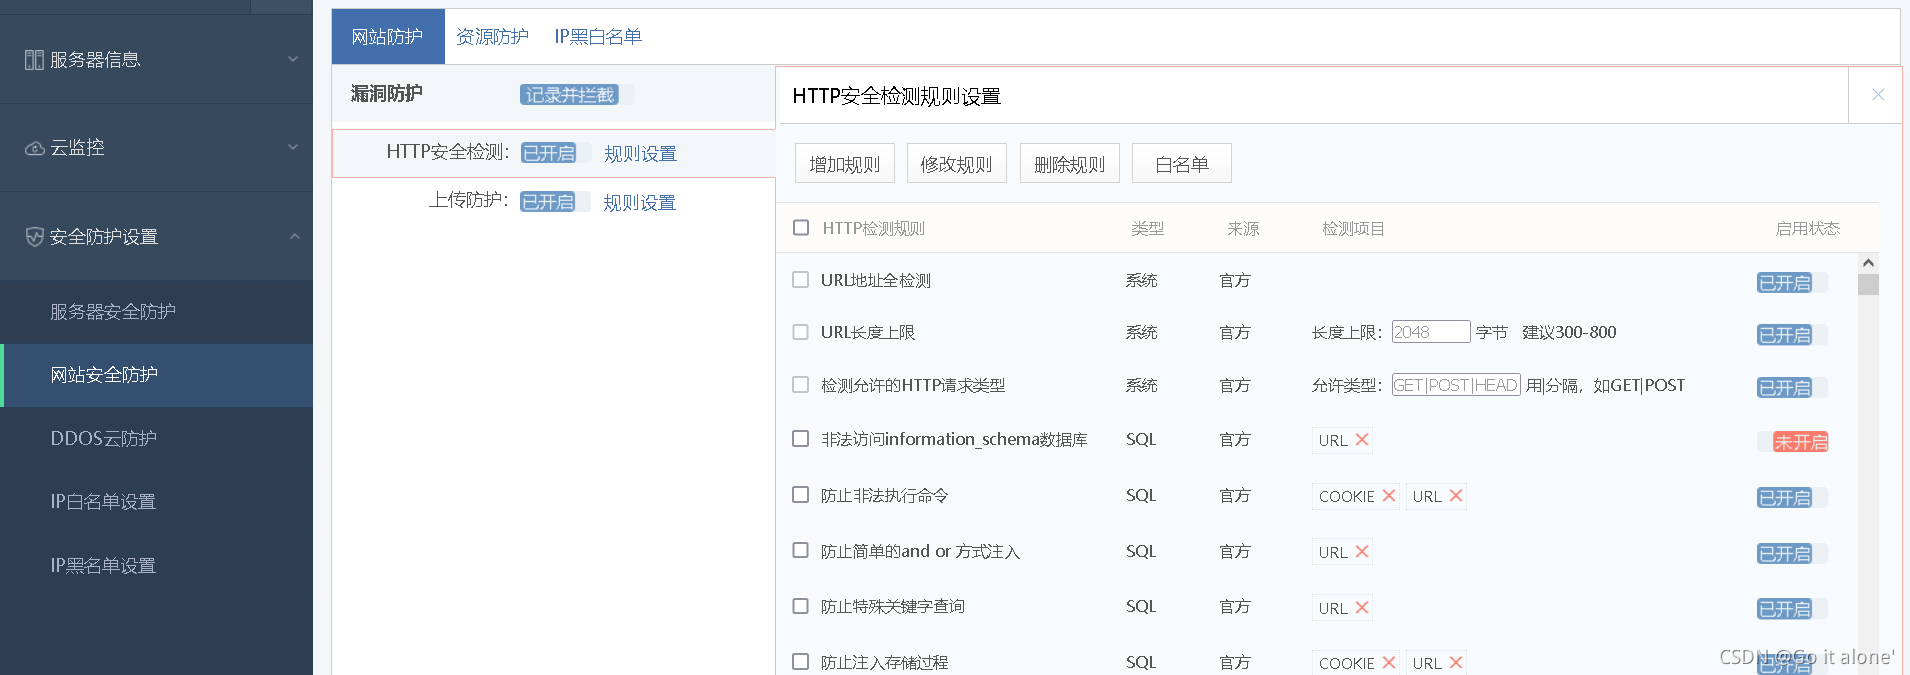 服务器信息
云监控
安全防护设置
服务器安全防护
网站安全防护
DDOS云防护
IP白名单设置
IP黑名单设置
网站防护 资源防护 IP黑白名单
漏洞防护 记录并拦截
HTTP安全检测: 已开启 规则设置
上传防护: 已开启 规则设置
HTTP安全检测规则设置 ×
增加规则 修改规则 删除规则 白名单
HTTP检测规则 类型 来源 检测项目 启用状态
URL地址全检测 系统 官方 已开启
URL长度上限 系统 官方 长度上限: 2048 字节 建议300-800 已开启
检测允许的HTTP请求类型 系统 官方 允许类型: GET|POST|HEAD 用|分隔，如GET|POST 已开启
非法访问information_schema数据库 SQL 官方 URL 未开启
防止非法执行命令 SQL 官方 COOKIE URL 已开启
防止简单的and or 方式注入 SQL 官方 URL 已开启
防止特殊关键字查询 SQL 官方 URL 已开启
防止注入存储过程 SQL 官方 COOKIE URL 已开启
CSDN @Go it alone'